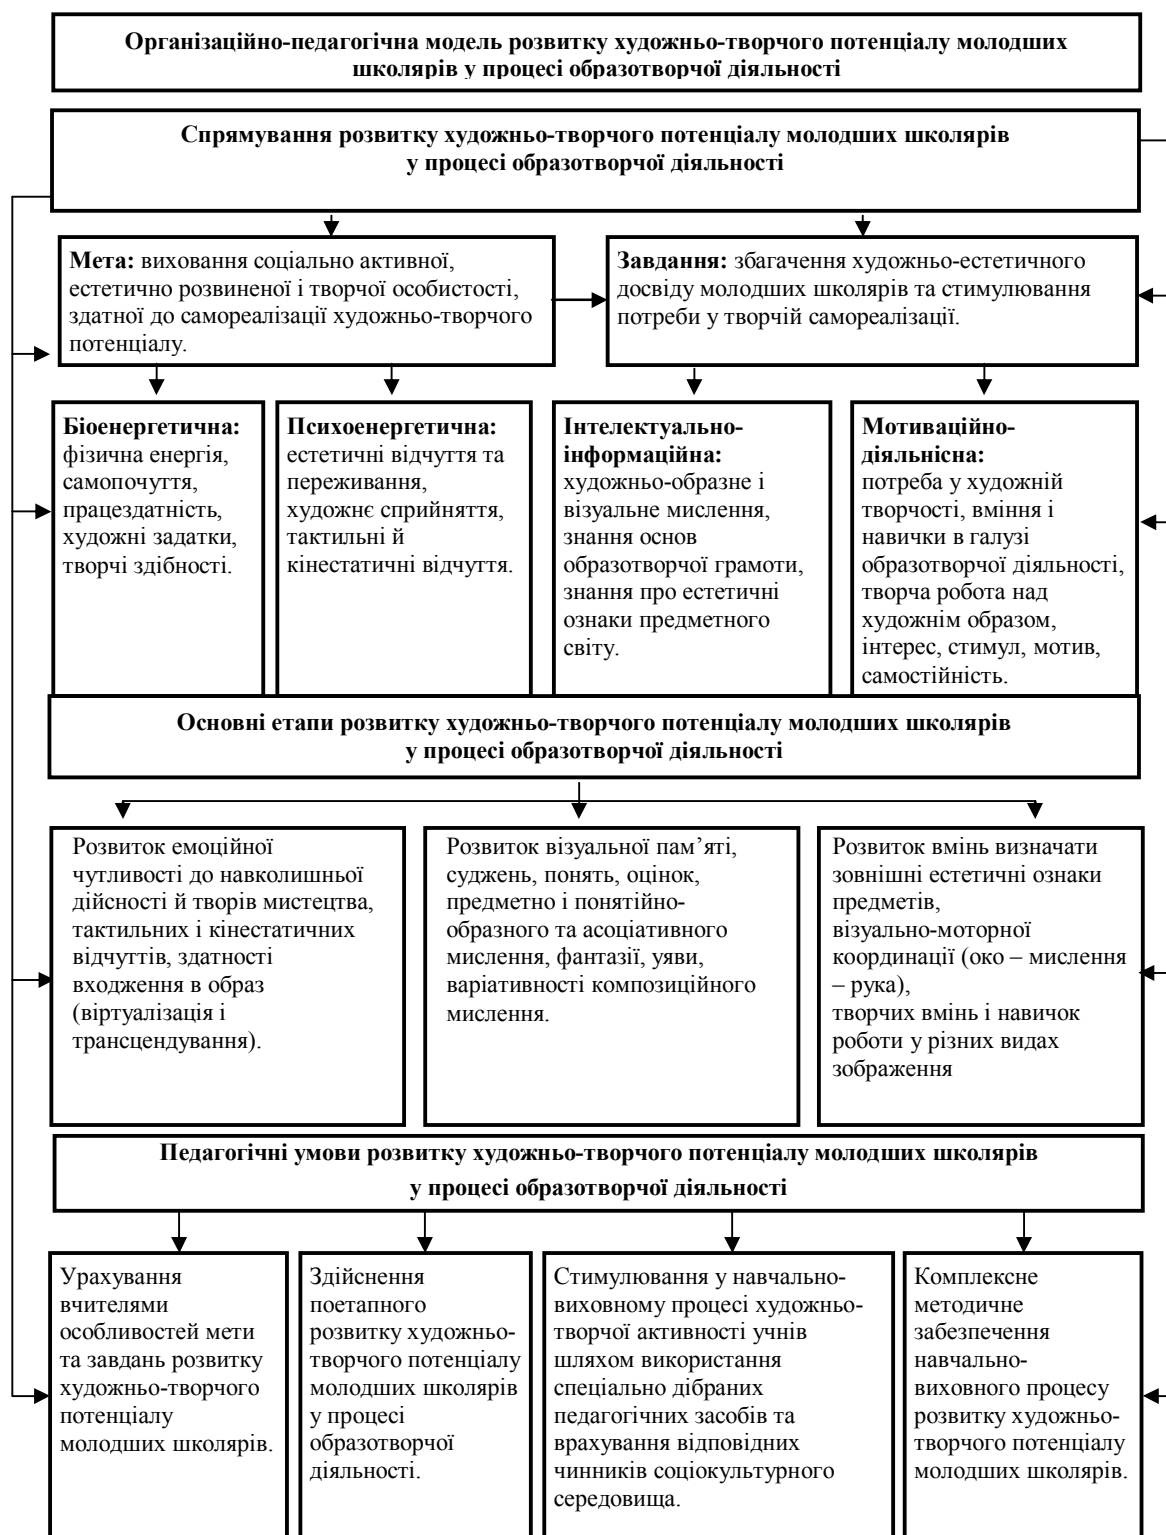 Організаційно-педагогічна модель розвитку художньо-творчого потенціалу молодших
школярів у процесі образотворчої діяльності
Спрямування розвитку художньо-творчого потенціалу молодших школярів
у процесі образотворчої діяльності
Мета: виховання соціально активної,
естетично розвиненої і творчої особистості,
здатної до самореалізації художньо-творчого
потенціалу.
Завдання: збагачення художньо-естетичного
досвіду молодших школярів та стимулювання
потреби у творчій самореалізації.
Біоенергетична:
фізична енергія,
самопочуття,
працездатність,
художні задатки,
творчі здібності.
Психоенергетична:
естетичні відчуття та
переживання,
художнє сприйняття,
тактильні й
кінестатичні відчуття.
Інтелектуально-
інформаційна:
художньо-образне і
візуальне мислення,
знання основ
образотворчої грамоти,
знання про естетичні
ознаки предметного
світу.
Мотиваційно-
діяльнісна:
потреба у художній
творчості, вміння і
навички в галузі
образотворчої діяльності,
творча робота над
художнім образом,
інтерес, стимул, мотив,
самостійність.
Основні етапи розвитку художньо-творчого потенціалу молодших школярів
у процесі образотворчої діяльності
Розвиток емоційної
чутливості до навколишньої
дійсності й творів мистецтва,
тактильних і кінестатичних
відчуттів, здатності
входження в образ
(віртуалізація і
трансцендування).
Розвиток візуальної пам’яті,
суджень, понять, оцінок,
предметно і понятійно-
образного та асоціативного
мислення, фантазії, уяви,
варіативності композиційного
мислення.
Розвиток вмінь визначати
зовнішні естетичні ознаки
предметів,
візуально-моторної
координації (око – мислення
– рука),
творчих вмінь і навичок
роботи у різних видах
зображення
Педагогічні умови розвитку художньо-творчого потенціалу молодших школярів
у процесі образотворчої діяльності
Урахування
вчителями
особливостей мети
та завдань розвитку
художньо-творчого
потенціалу
молодших школярів.
Здійснення
поетапного
розвитку художньо-
творчого потенціалу
молодших школярів
у процесі
образотворчої
діяльності.
Стимулювання у навчально-
виховному процесі художньо-
творчої активності учнів
шляхом використання
спеціально дібраних
педагогічних засобів та
врахування відповідних
чинників соціокультурного
середовища.
Комплексне
методичне
забезпечення
навчально-
виховного процесу
розвитку художньо-
творчого потенціалу
молодших школярів.